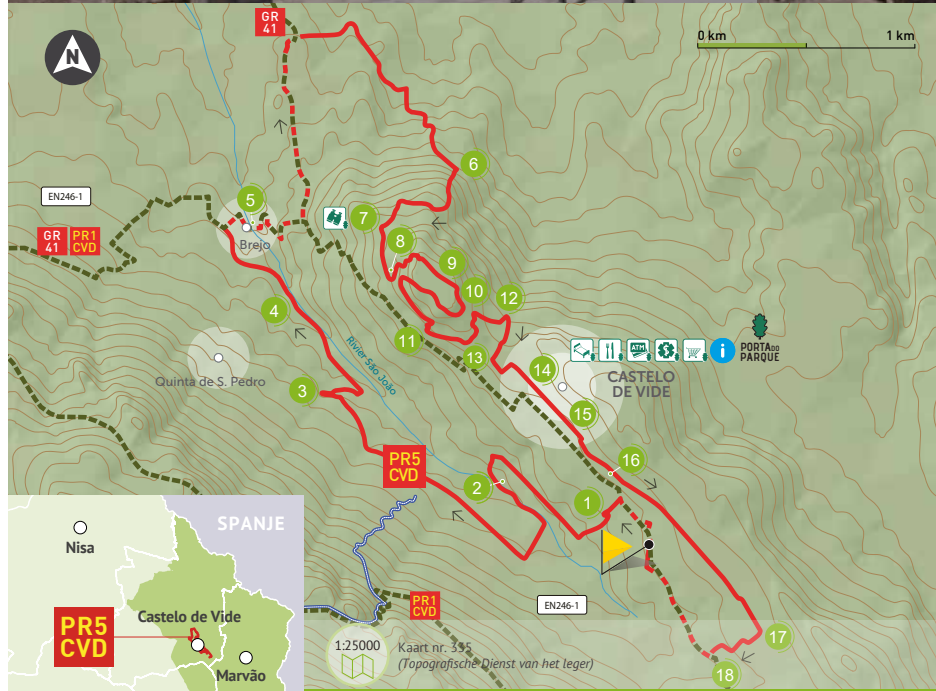 GR
41
N
0 km
1 km
6
EN246-1
5
7
GR
41
PR1
CVD
Brejo
8
9
10
12
4
11
13
Rivier São João
ATM
$
i
PORTA DO
PARQUE
14
CASTELO
DE VIDE
Quinta de S. Pedro
3
15
PR5
CVD
16
2
1
SPANJE
Nisa
Castelo de Vide
PR5
CVD
Marvão
PR1
CVD
EN246-1
1:25000
Kaart nr. 335
(Topografische Dienst van het leger)
17
18